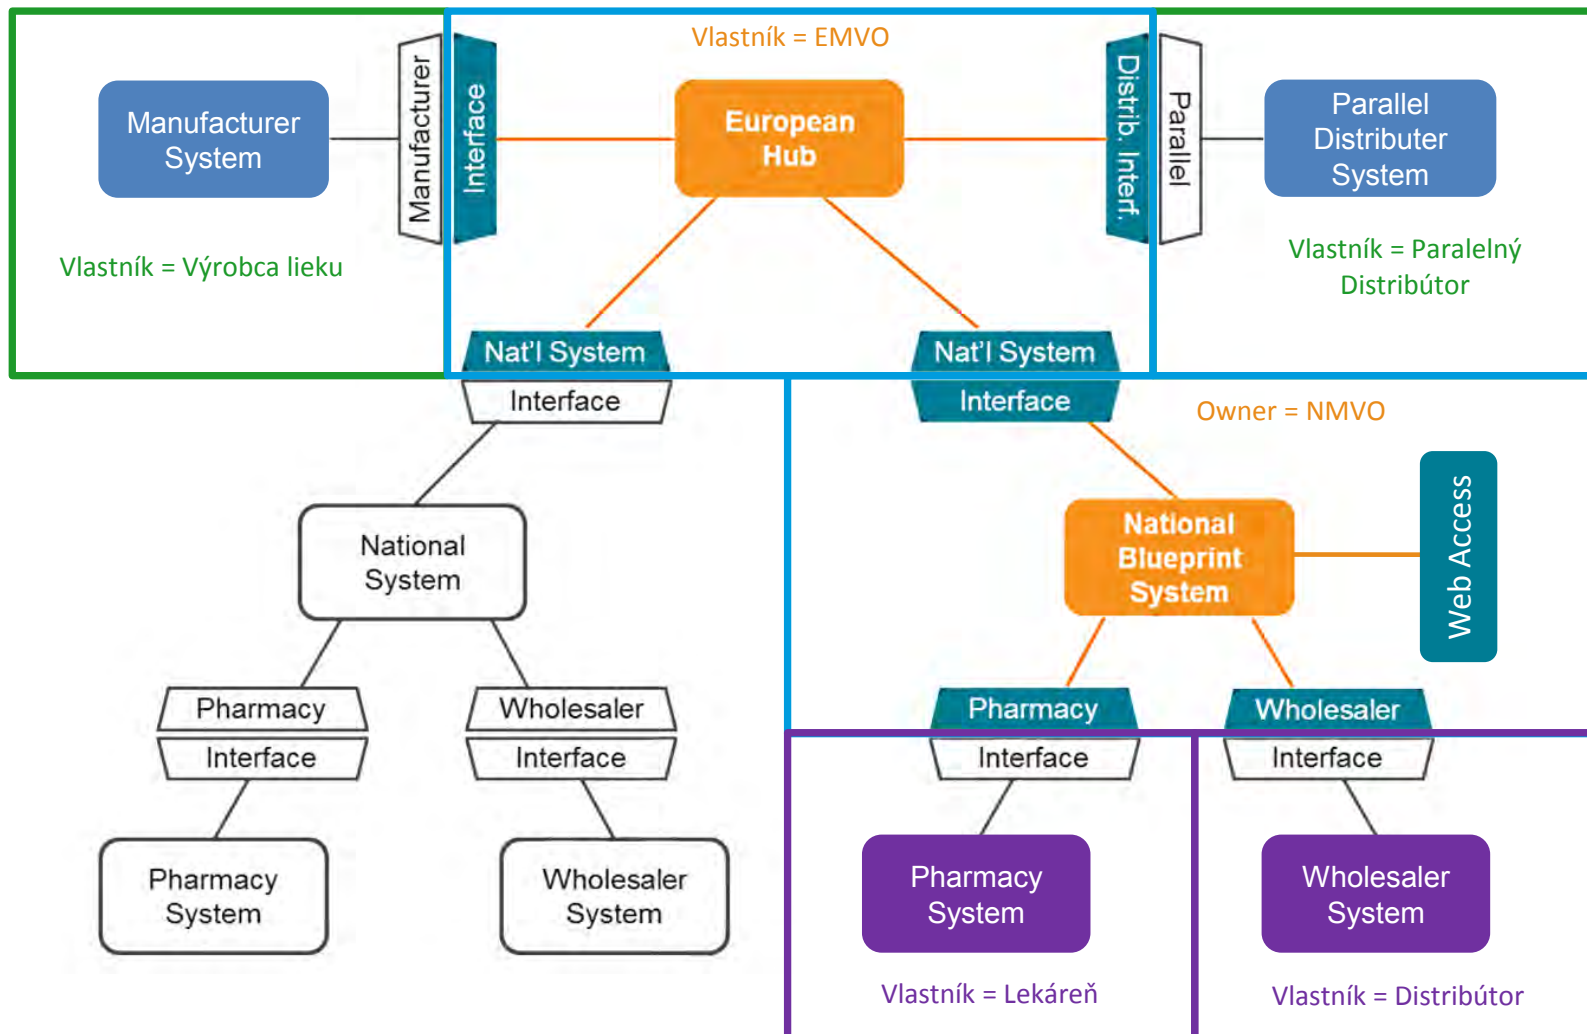 Vlastník = EMVO
Manufacturer
System
Manufacturer
Interface
European
Hub
Distrib. Interf.
Parallel
Parallel
Distributer
System
Vlastník = Výrobca lieku
Vlastník = Paralelný
Distribútor
Nat'l System
Interface
Nat'l System
Interface
Owner = NMVO
National
System
National
Blueprint
System
Web Access
Pharmacy
Interface
Wholesaler
Interface
Pharmacy
Interface
Wholesaler
Interface
Pharmacy
System
Wholesaler
System
Pharmacy
System
Wholesaler
System
Vlastník = Lekáreň
Vlastník = Distribútor